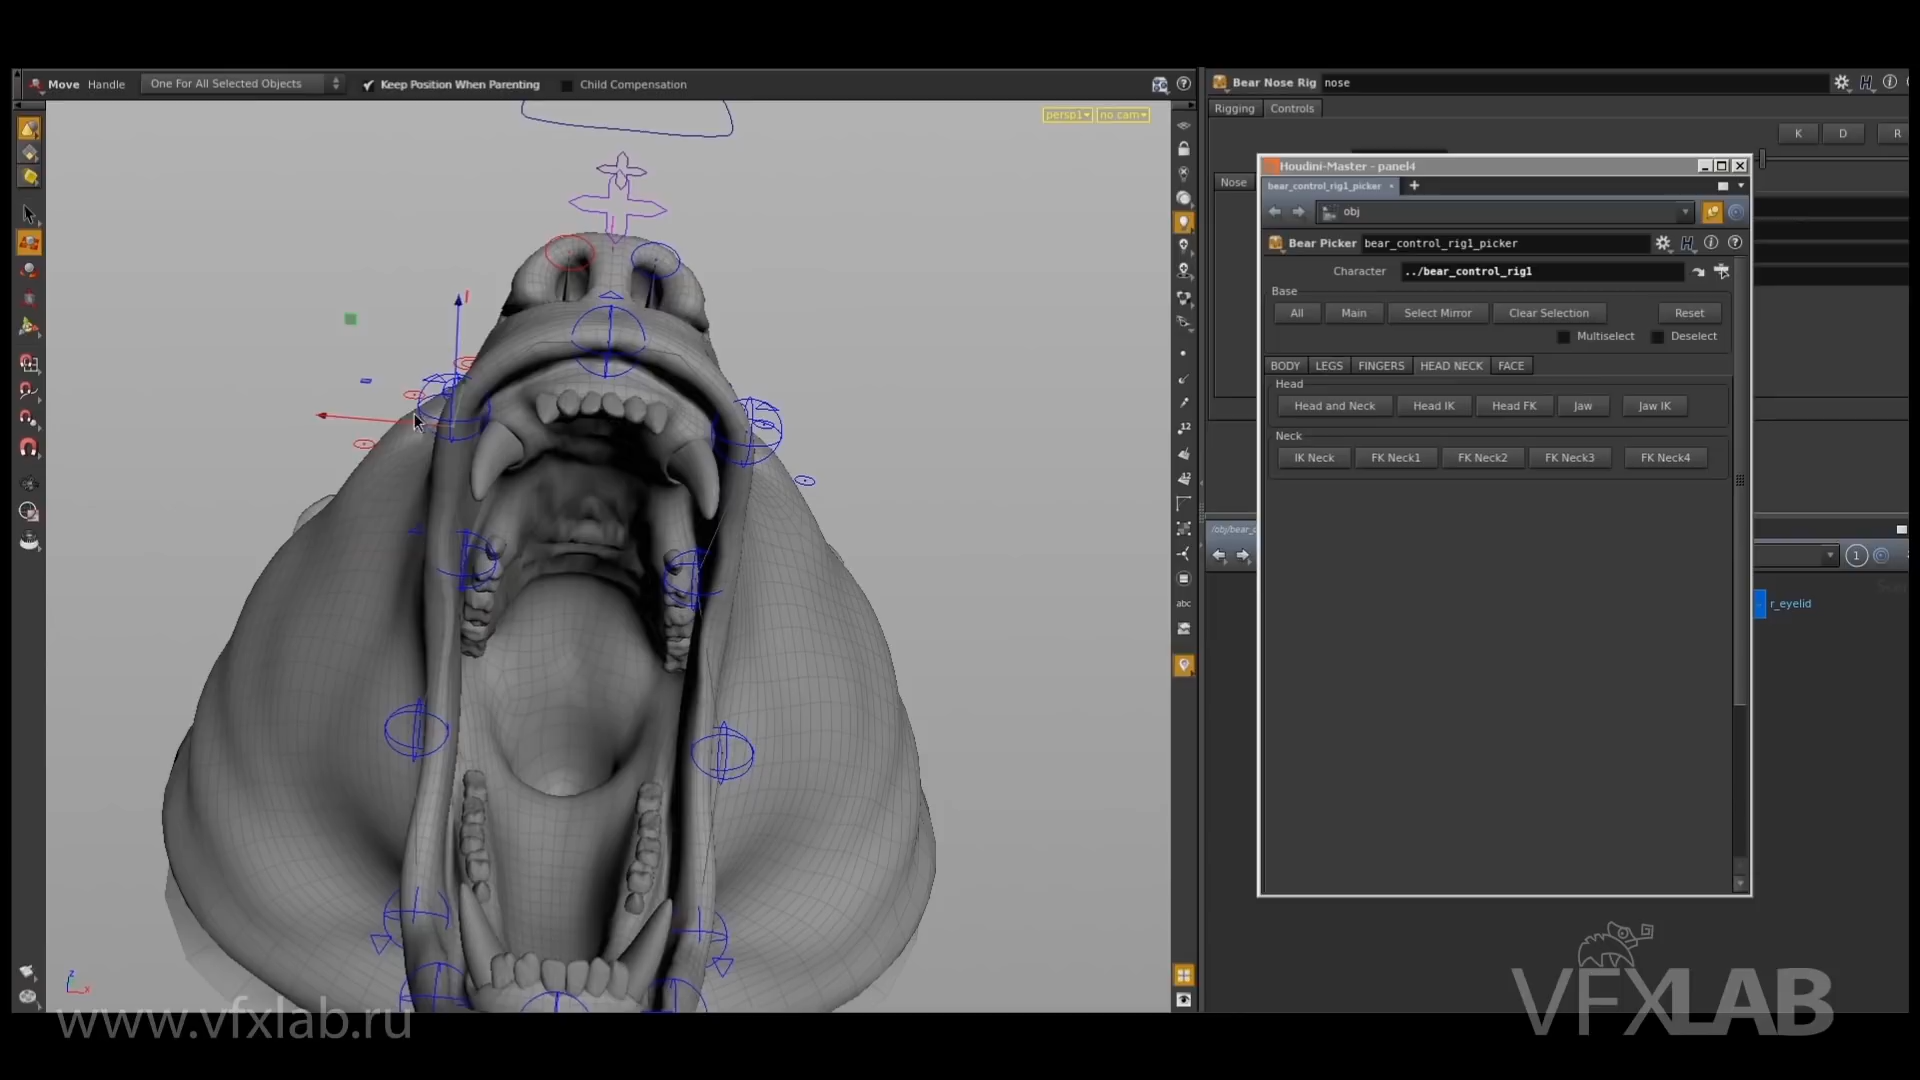 Move Handle One For All Selected Objects Keep Position When Parenting Child Compensation
persp1 no cam
12
12
abc
z
x
www.vfxlab.ru
Bear Nose Rig nose
Rigging Controls
K D R
Nose
Houdini-Master - panel4
bear_control_rig1_picker
obj
Bear Picker bear_control_rig1_picker
Character ../bear_control_rig1
Base
All Main Select Mirror Clear Selection Reset
Multiselect Deselect
BODY LEGS FINGERS HEAD NECK FACE
Head
Head and Neck Head IK Head FK Jaw Jaw IK
Neck
IK Neck FK Neck1 FK Neck2 FK Neck3 FK Neck4
1
r_eyelid
VFXLAB